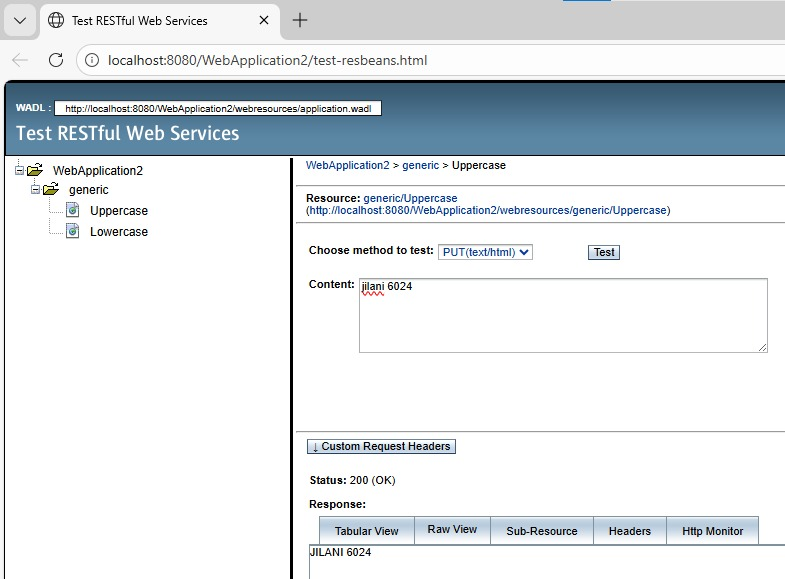 Test RESTful Web Services
localhost:8080/WebApplication2/test-resbeans.html
WADL : http://localhost:8080/WebApplication2/webresources/application.wadl
Test RESTful Web Services
WebApplication2
generic
Uppercase
Lowercase
WebApplication2 > generic > Uppercase
Resource: generic/Uppercase
(http://localhost:8080/WebApplication2/webresources/generic/Uppercase)
Choose method to test: PUT(text/html) Test
Content: jilani 6024
↓ Custom Request Headers
Status: 200 (OK)
Response:
Tabular View Raw View Sub-Resource Headers Http Monitor
JILANI 6024